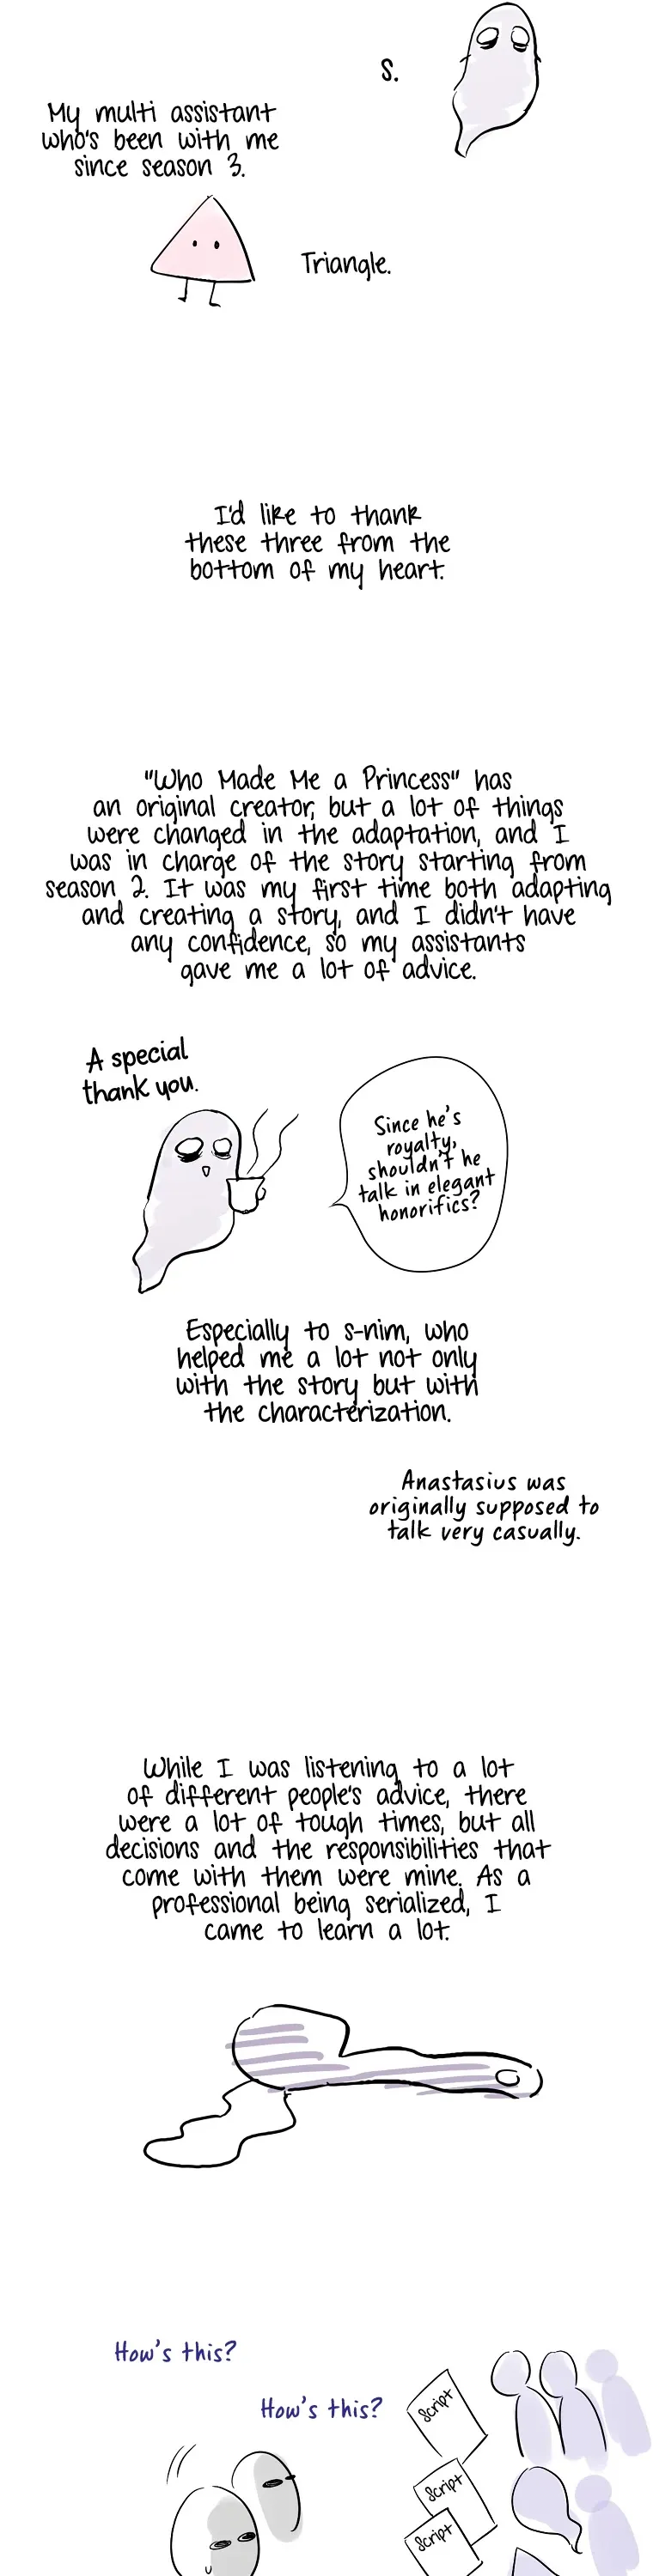 S.
My multi assistant
who's been with me
since season 3.
Triangle.
I'd like to thank
these three from the
bottom of my heart.
"Who Made Me a Princess" has
an original creator, but a lot of things
were changed in the adaptation, and I
was in charge of the story starting from
season 2. It was my first time both adapting
and creating a story, and I didn't have
any confidence, so my assistants
gave me a lot of advice.
A special
thank you.
Since he's
royalty,
shouldn't he
talk in elegant
honorifics?
Especially to s-nim, who
helped me a lot not only
with the story but with
the characterization.
Anastasius was
originally supposed to
talk very casually.
While I was listening to a lot
of different people's advice, there
were a lot of tough times, but all
decisions and the responsibilities that
come with them were mine. As a
professional being serialized, I
came to learn a lot.
How's this?
How's this?
Script
Script
Script